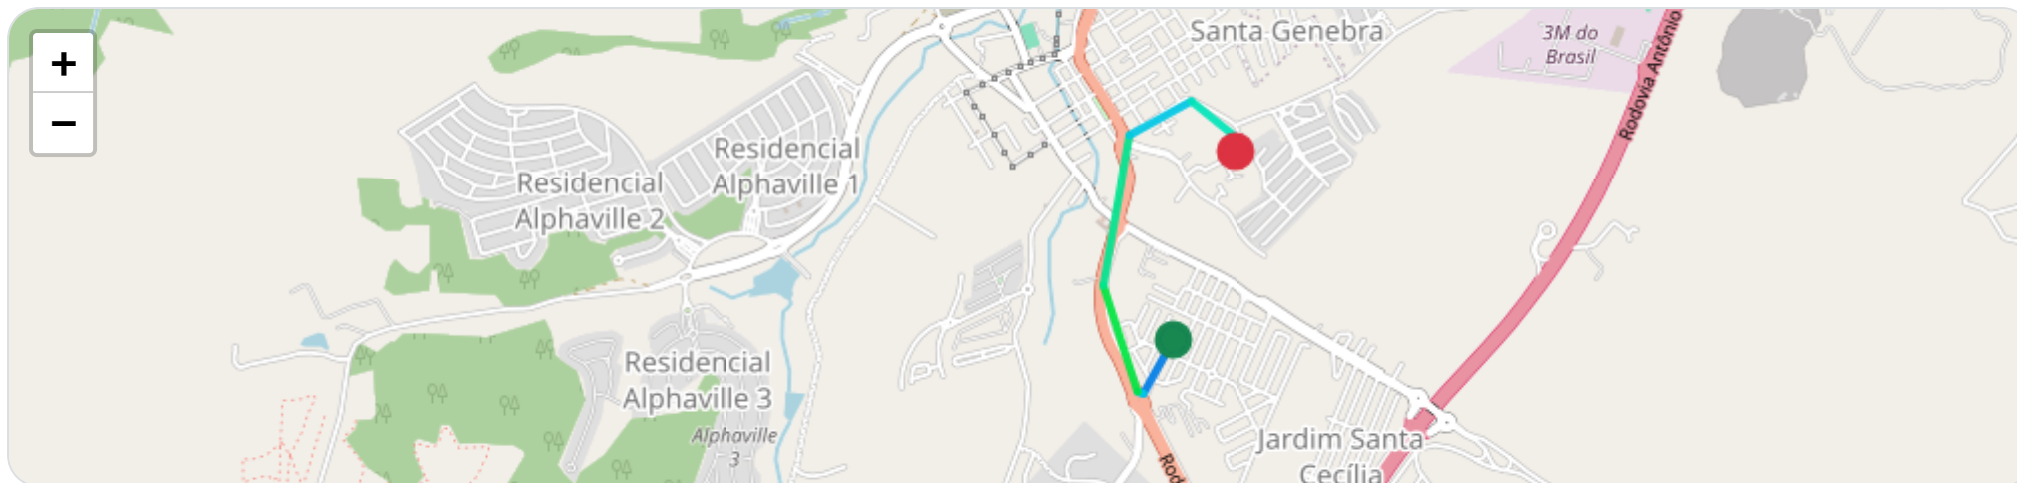 +
−
Santa Genebra
3M do
Brasil
Rodovia Antônio
Residencial
Alphaville 1
Residencial
Alphaville 2
Residencial
Alphaville 3
Alphaville
3
Jardim Santa
Cecília
Rod